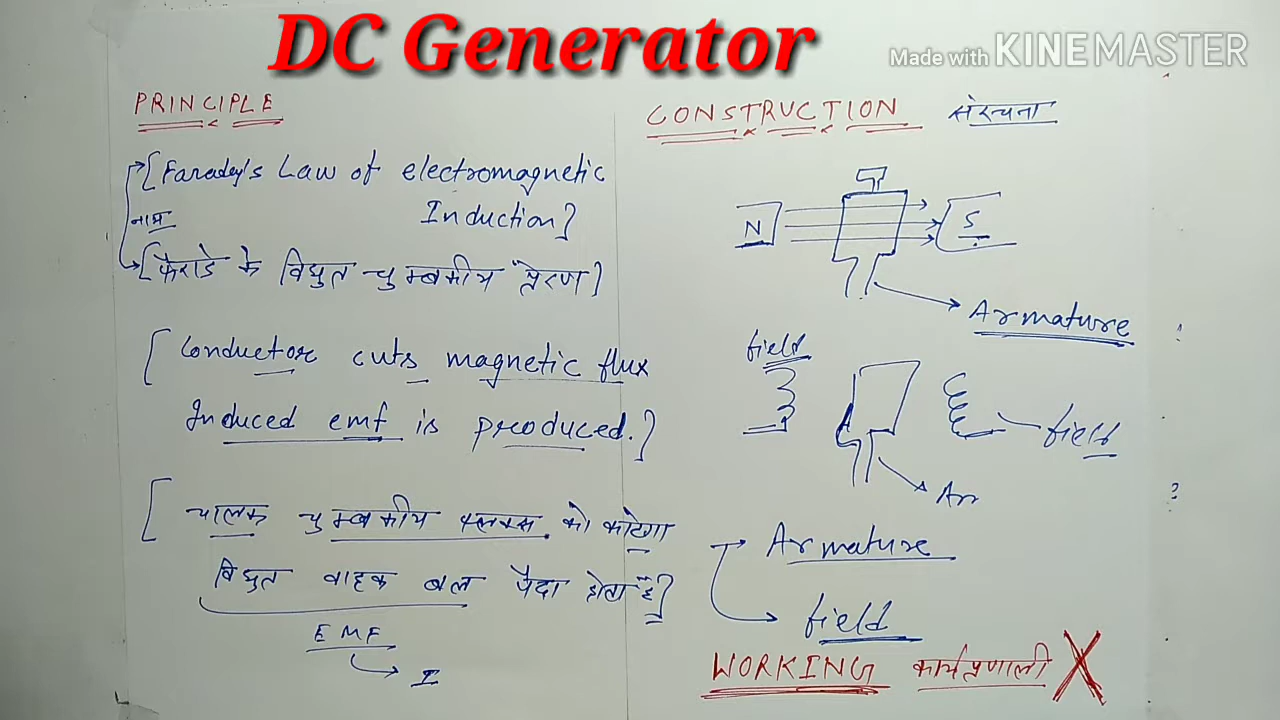 DC Generator
Made with KINEMASTER
PRINCIPLE
[Faraday's Law of electromagnetic
Induction]
नाम
[फैराडे के विद्युत चुम्बकीय प्रेरण]
[Conductor cuts magnetic flux
Induced emf is produced.]
[चालक चुम्बकीय फ्लक्स को काटेगा
विद्युत वाहक बल पैदा होता है]
EMF
I
CONSTRUCTION संरचना
N
S
Armature
field
field
Ar
Armature
field
WORKING कार्यप्रणाली